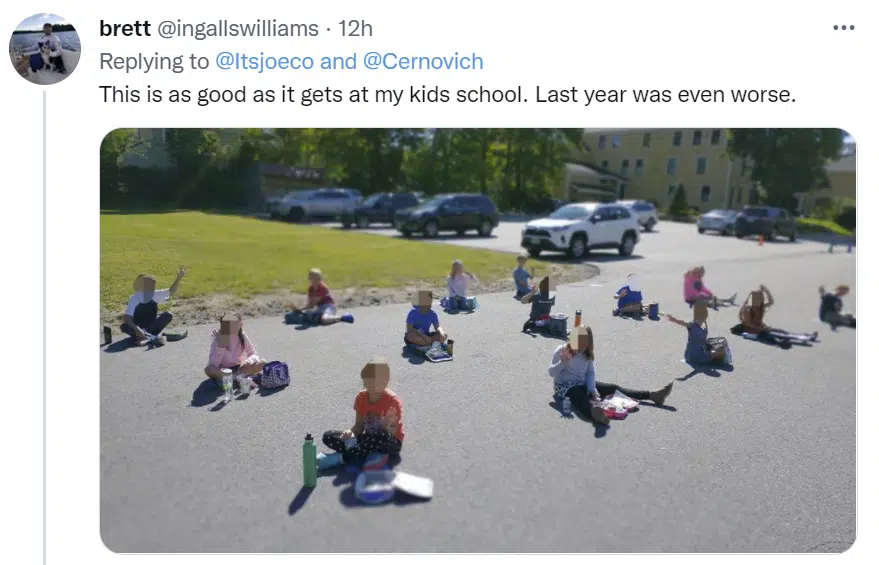 brett @ingallswilliams · 12h
Replying to @Itsjoeco and @Cernovich
This is as good as it gets at my kids school. Last year was even worse.